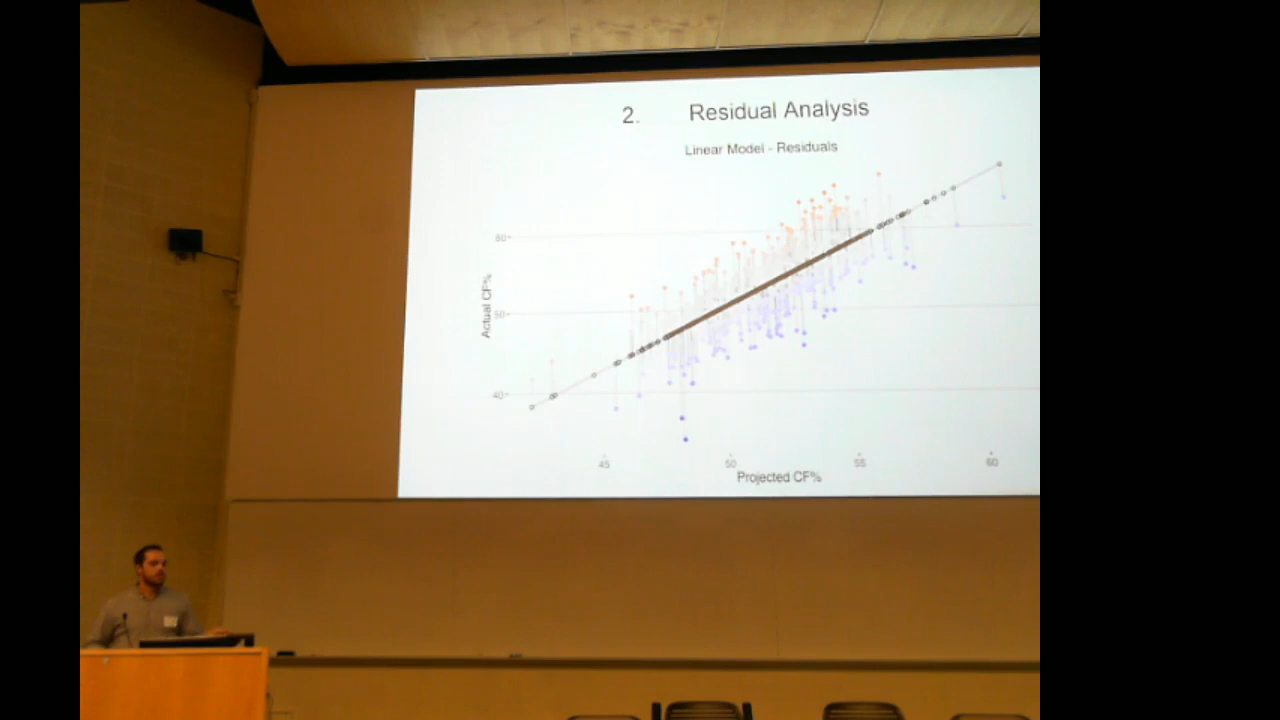 2. Residual Analysis
Linear Model - Residuals
60
50
40
Actual CF%
45 50 55 60
Projected CF%